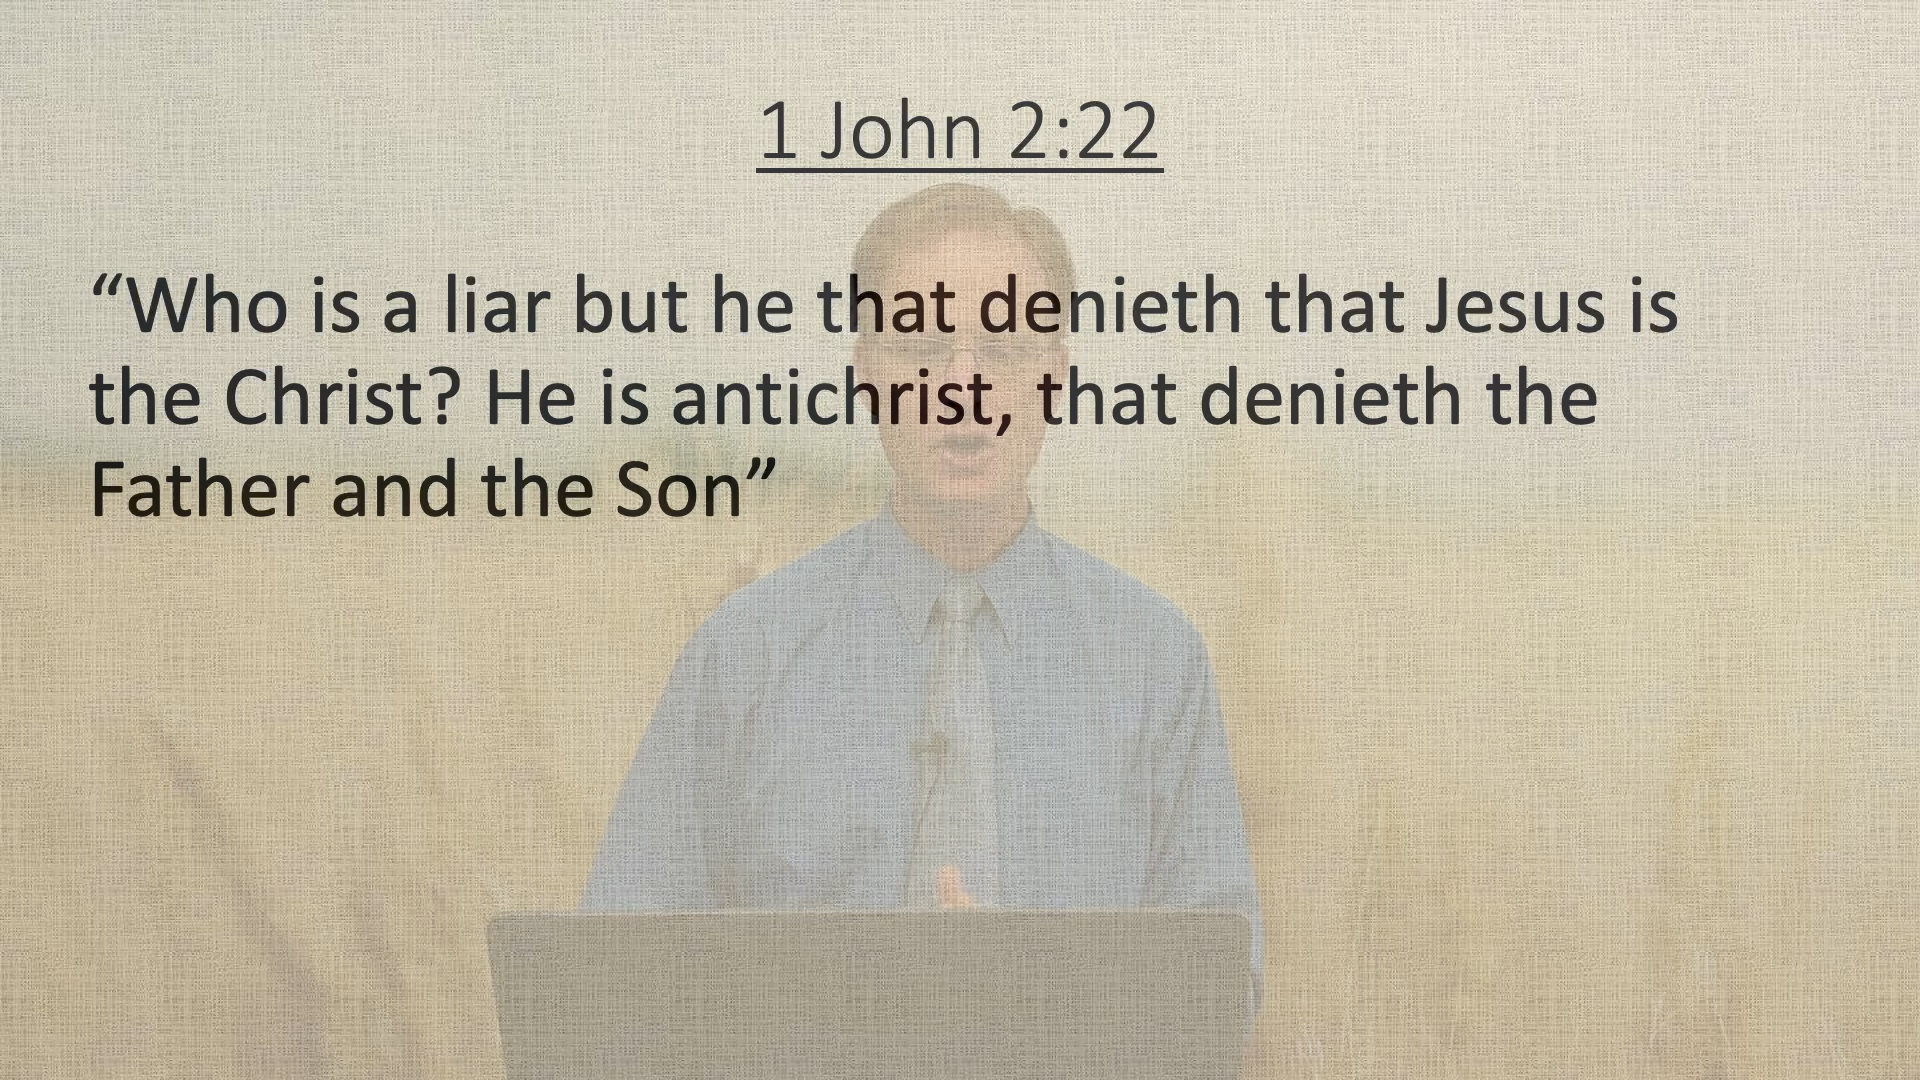 1 John 2:22
“Who is a liar but he that denieth that Jesus is
the Christ? He is antichrist, that denieth the
Father and the Son”